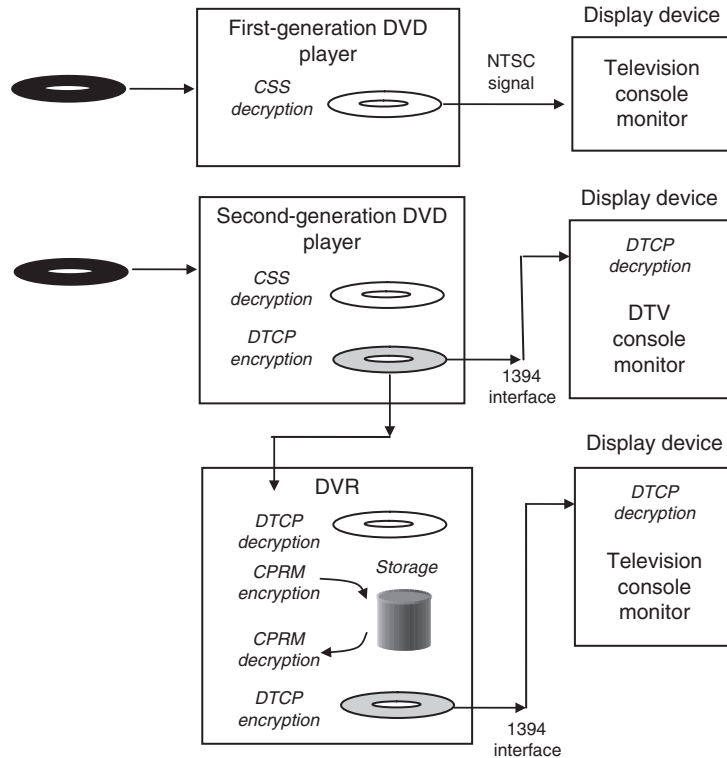 First-generation DVD
player
CSS
decryption
NTSC
signal
Display device
Television
console
monitor
Second-generation DVD
player
CSS
decryption
DTCP
encryption
1394
interface
Display device
DTCP
decryption
DTV
console
monitor
DVR
DTCP
decryption
CPRM
encryption
Storage
CPRM
decryption
DTCP
encryption
1394
interface
Display device
DTCP
decryption
Television
console
monitor